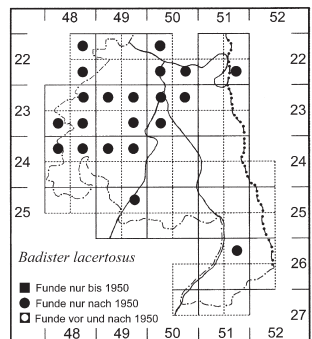 48 49 50 51 52
22 22
23 23
24 24
25 25
Badister lacertosus
26
Funde nur bis 1950
Funde nur nach 1950
Funde vor und nach 1950
27
48 49 50 51 52